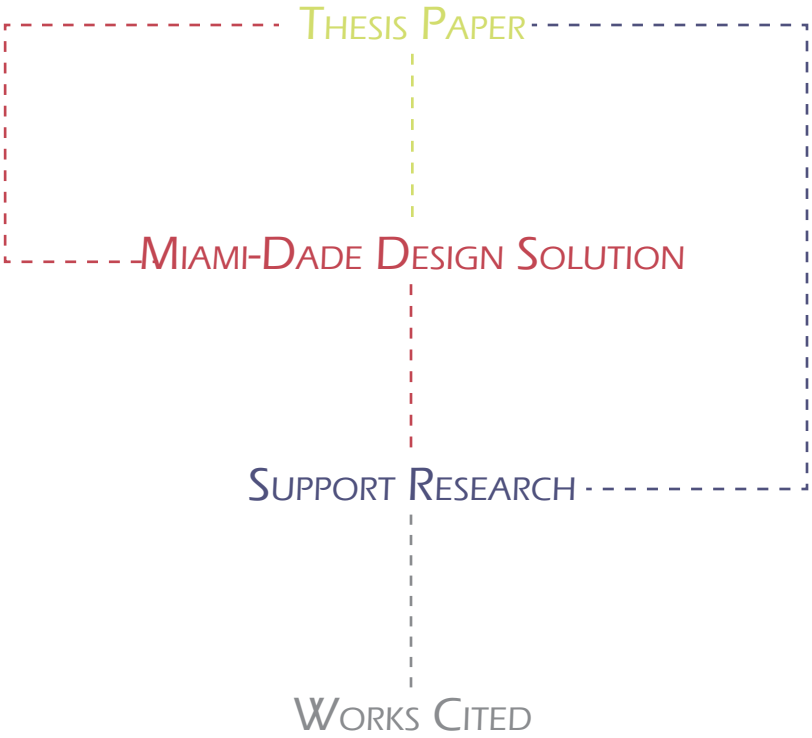 Thesis Paper
Miami-Dade Design Solution
Support Research
Works Cited